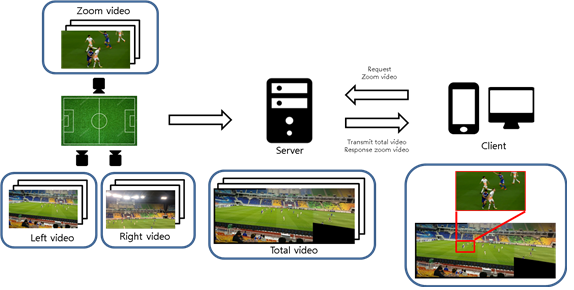 Zoom video
Request
Zoom video
Server
Transmit total video
Response zoom video
Client
Left video
Right video
Total video